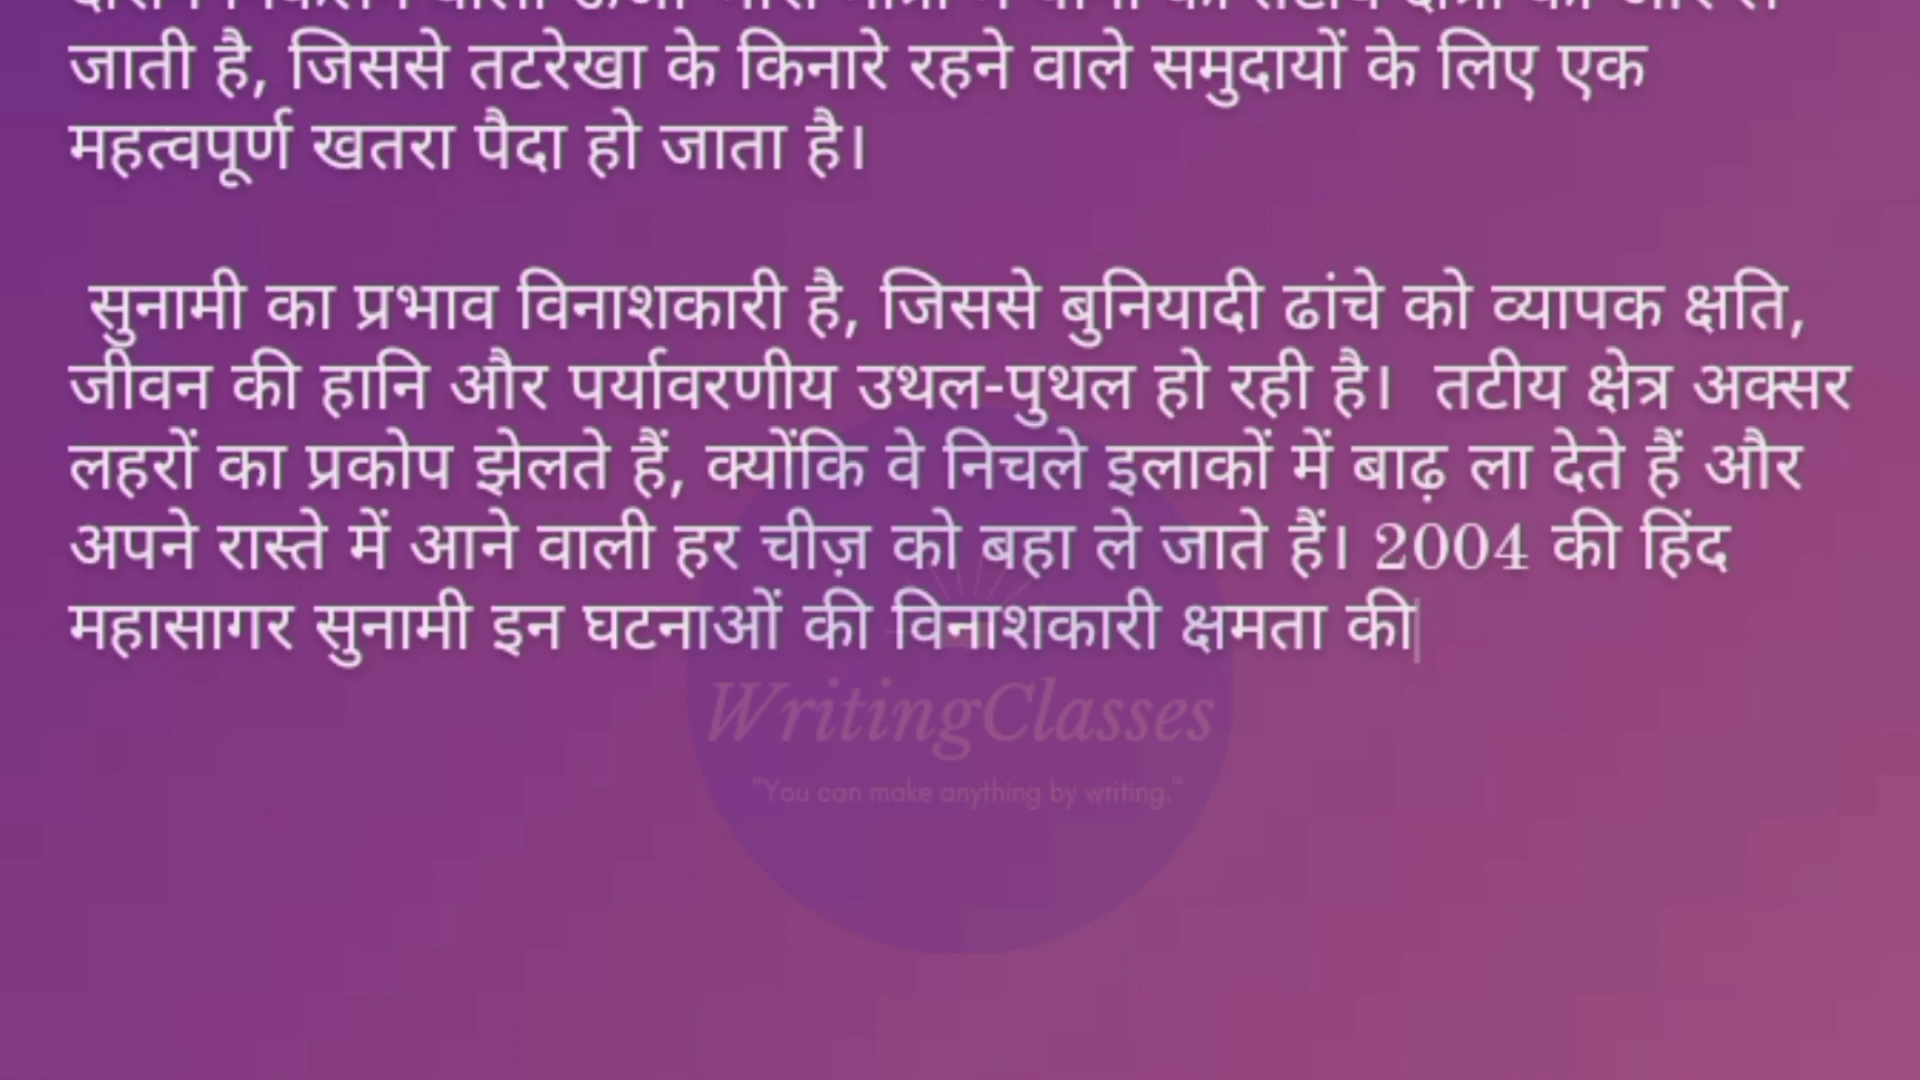 जाती है, जिससे तटरेखा के किनारे रहने वाले समुदायों के लिए एक
महत्वपूर्ण खतरा पैदा हो जाता है।
सुनामी का प्रभाव विनाशकारी है, जिससे बुनियादी ढांचे को व्यापक क्षति,
जीवन की हानि और पर्यावरणीय उथल-पुथल हो रही है। तटीय क्षेत्र अक्सर
लहरों का प्रकोप झेलते हैं, क्योंकि वे निचले इलाकों में बाढ़ ला देते हैं और
अपने रास्ते में आने वाली हर चीज़ को बहा ले जाते हैं। 2004 की हिंद
महासागर सुनामी इन घटनाओं की विनाशकारी क्षमता की
WritingClasses
"You can make anything by writing."